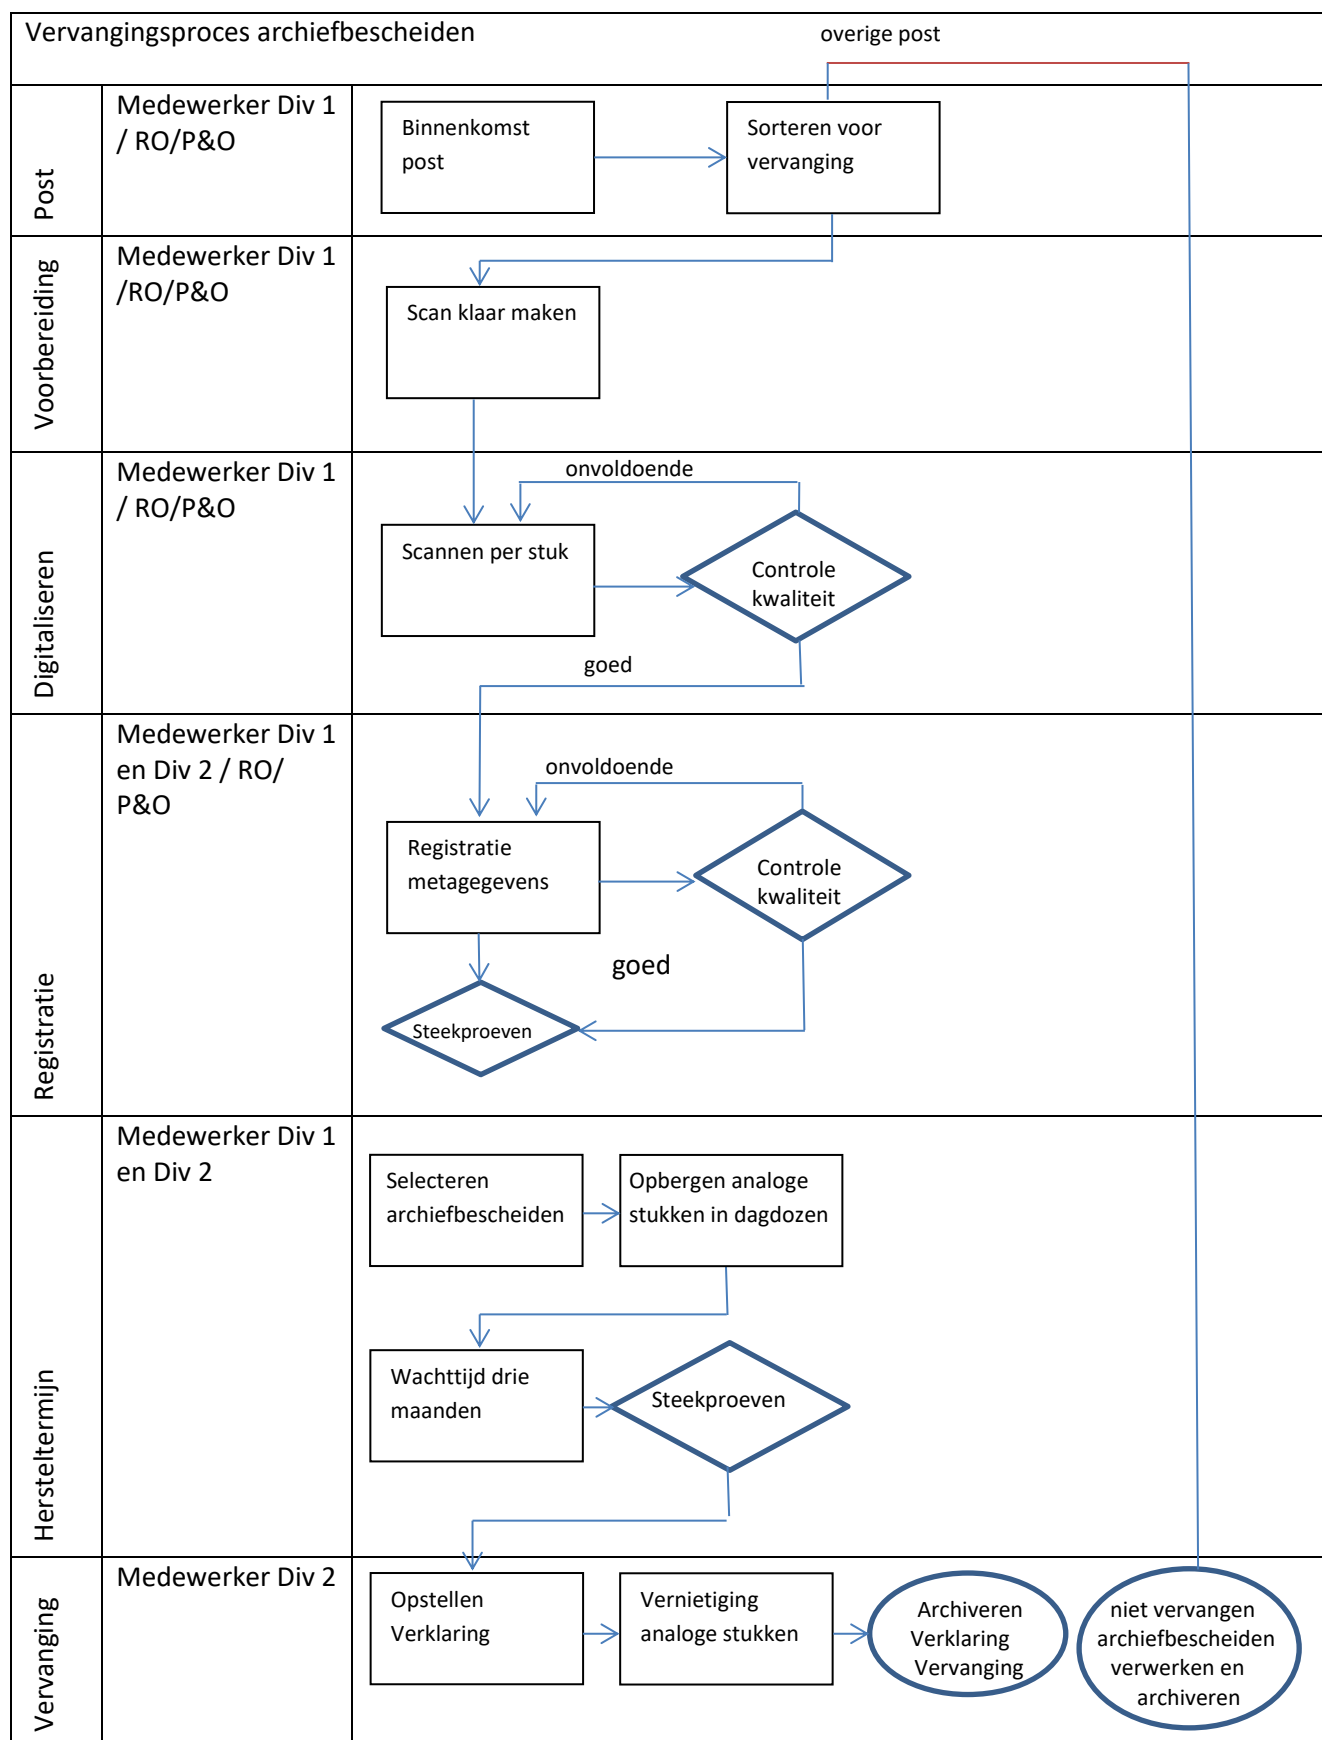 Vervangingsproces archiefbescheiden
overige post
Post
Medewerker Div 1
/ RO/P&O
Binnenkomst
post
Sorteren voor
vervanging
Voorbereiding
Medewerker Div 1
/RO/P&O
Scan klaar maken
Digitaliseren
Medewerker Div 1
/ RO/P&O
onvoldoende
Scannen per stuk
Controle
kwaliteit
goed
Registratie
Medewerker Div 1
en Div 2 / RO/
P&O
onvoldoende
Registratie
metagegevens
Controle
kwaliteit
goed
Steekproeven
Hersteltermijn
Medewerker Div 1
en Div 2
Selecteren
archiefbescheiden
Opbergen analoge
stukken in dagdozen
Wachttijd drie
maanden
Steekproeven
Vervanging
Medewerker Div 2
Opstellen
Verklaring
Vernietiging
analoge stukken
Archiveren
Verklaring
Vervanging
niet vervangen
archiefbescheiden
verwerken en
archiveren